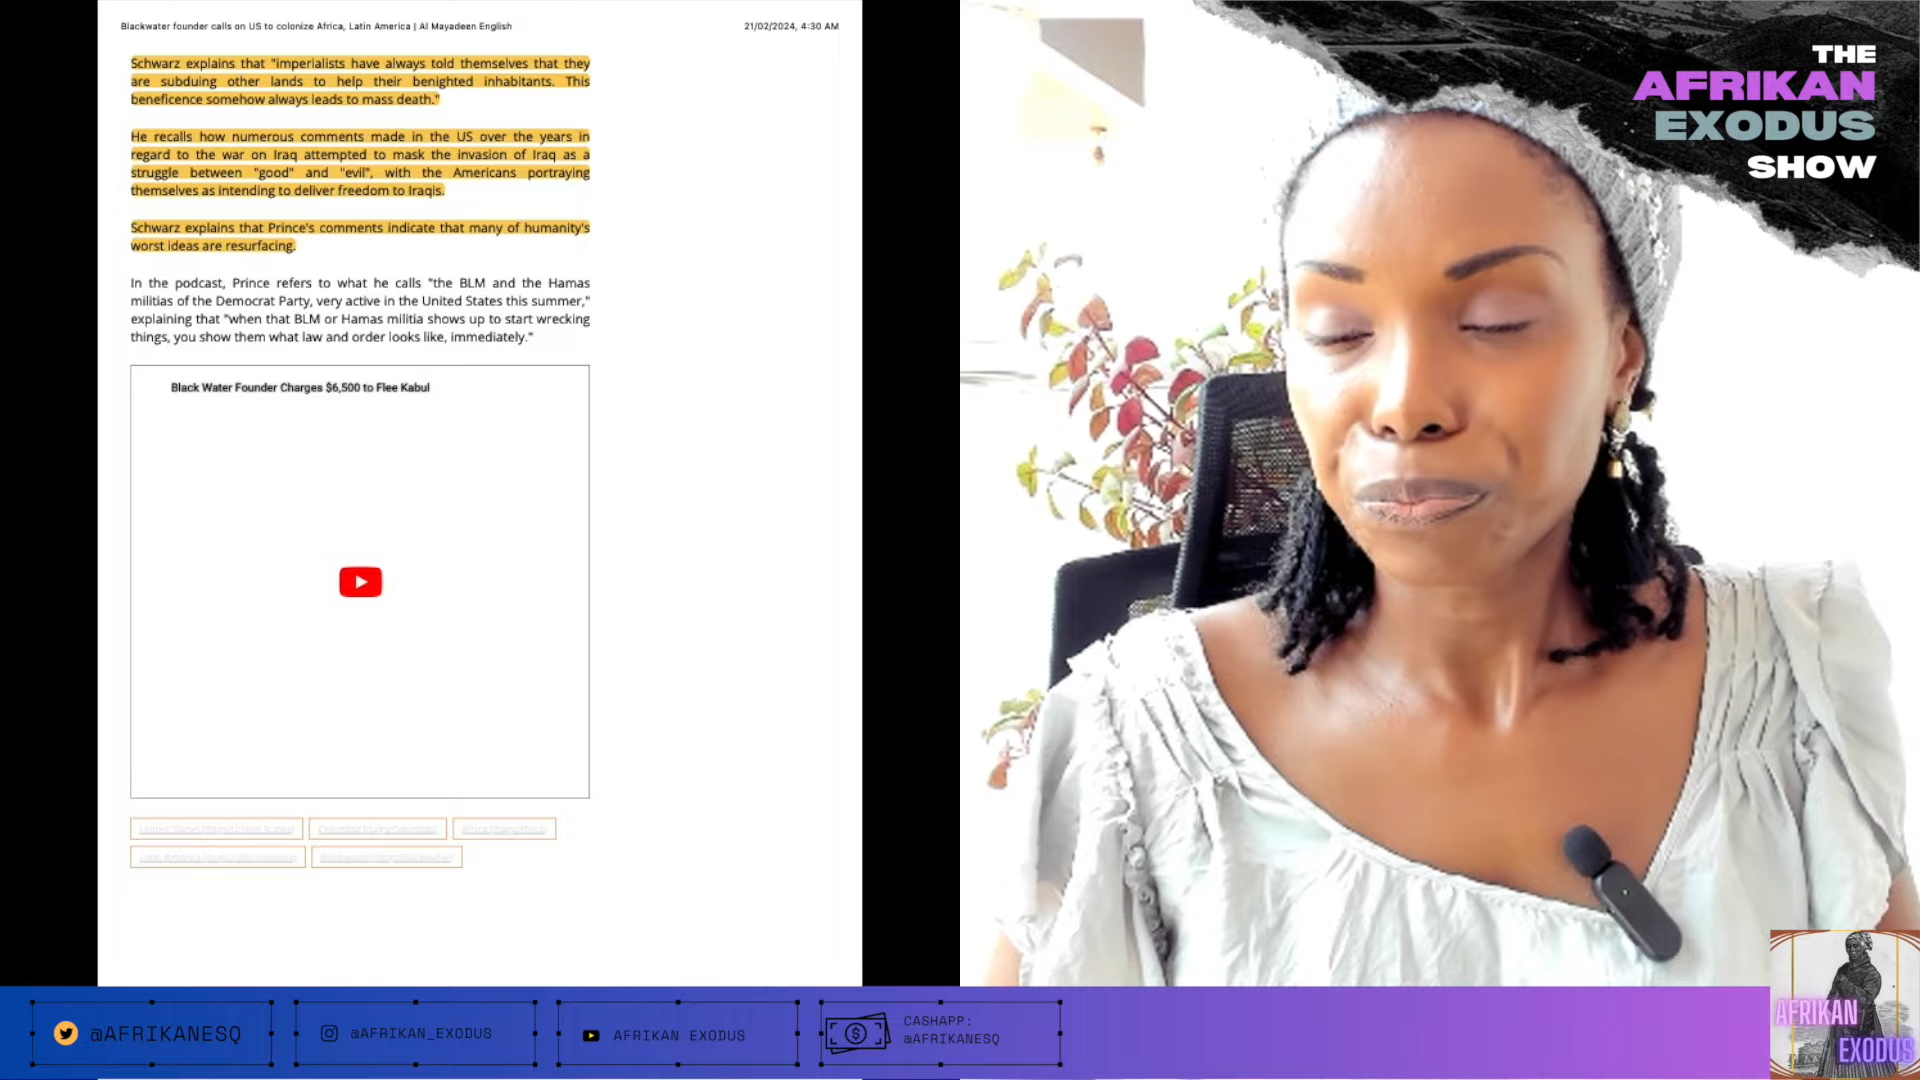 Blackwater founder calls on US to colonize Africa, Latin America | Al Mayadeen English
21/02/2024, 4:30 AM
Schwarz explains that "imperialists have always told themselves that they
are subduing other lands to help their benighted inhabitants. This
beneficence somehow always leads to mass death."
He recalls how numerous comments made in the US over the years in
regard to the war on Iraq attempted to mask the invasion of Iraq as a
struggle between "good" and "evil", with the Americans portraying
themselves as intending to deliver freedom to Iraqis.
Schwarz explains that Prince's comments indicate that many of humanity's
worst ideas are resurfacing.
In the podcast, Prince refers to what he calls "the BLM and the Hamas
militias of the Democrat Party, very active in the United States this summer,"
explaining that "when that BLM or Hamas militia shows up to start wrecking
things, you show them what law and order looks like, immediately."
Black Water Founder Charges $6,500 to Flee Kabul
THE
AFRIKAN
EXODUS
SHOW
@AFRIKANESQ
@AFRIKAN_EXODUS
AFRIKAN EXODUS
CASHAPP:
@AFRIKANESQ
AFRIKAN
EXODUS